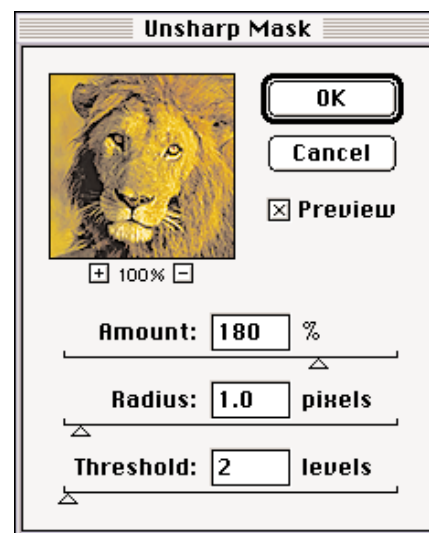 Unsharp Mask
OK
Cancel
Preview
+ 100% −
Amount: 180 %
Radius: 1.0 pixels
Threshold: 2 levels